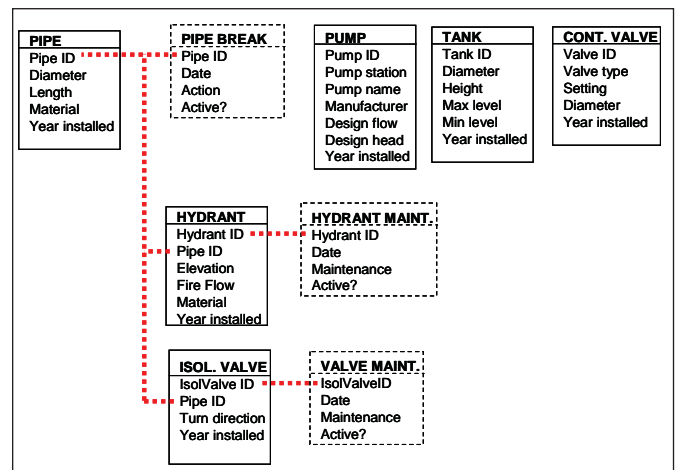 PIPE
Pipe ID
Diameter
Length
Material
Year installed
PIPE BREAK
Pipe ID
Date
Action
Active?
PUMP
Pump ID
Pump station
Pump name
Manufacturer
Design flow
Design head
Year installed
TANK
Tank ID
Diameter
Height
Max level
Min level
Year installed
CONT. VALVE
Valve ID
Valve type
Setting
Diameter
Year installed
HYDRANT
Hydrant ID
Pipe ID
Elevation
Fire Flow
Material
Year installed
HYDRANT MAINT.
Hydrant ID
Date
Maintenance
Active?
ISOL. VALVE
IsolValve ID
Pipe ID
Turn direction
Year installed
VALVE MAINT.
IsolValveID
Date
Maintenance
Active?